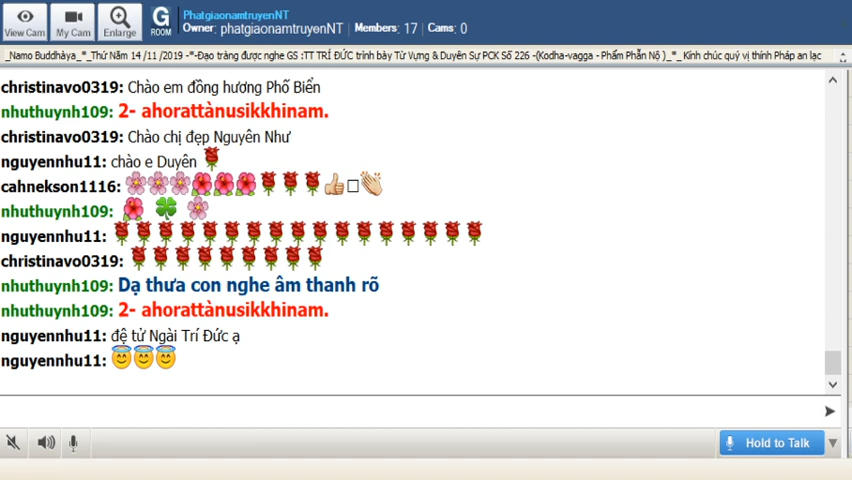 View Cam
My Cam
Enlarge
G
ROOM
PhatgiaonamtruyenNT
Owner: phatgiaonamtruyenNT | Members: 17 | Cams: 0
_Namo Buddhàya_*_Thứ Năm 14 /11 /2019 -*-Đạo tràng được nghe GS :TT TRÍ ĐỨC trình bày Từ Vựng & Duyên Sự PCK Số 226 -(Kodha-vagga - Phẩm Phẫn Nộ )_*_ Kính chúc quý vị thính Pháp an lạc
christinavo0319: Chào em đồng hương Phố Biển
nhuthuynh109: 2- ahorattànusikkhinam.
christinavo0319: Chào chị đẹp Nguyên Như
nguyennhu11: chào e Duyên 🌹
cahnekson1116: 🌸🌸🌸🌺🌺🌺🌹🌹🌹👍□👏
nhuthuynh109: 🌺 🍀 🌸
nguyennhu11: 🌹🌹🌹🌹🌹🌹🌹🌹🌹🌹🌹🌹🌹🌹🌹🌹🌹
christinavo0319: 🌹🌹🌹🌹🌹🌹🌹🌹🌹
nhuthuynh109: Dạ thưa con nghe âm thanh rõ
nhuthuynh109: 2- ahorattànusikkhinam.
nguyennhu11: đệ tử Ngài Trí Đức ạ
nguyennhu11: 😇😇😇
Hold to Talk